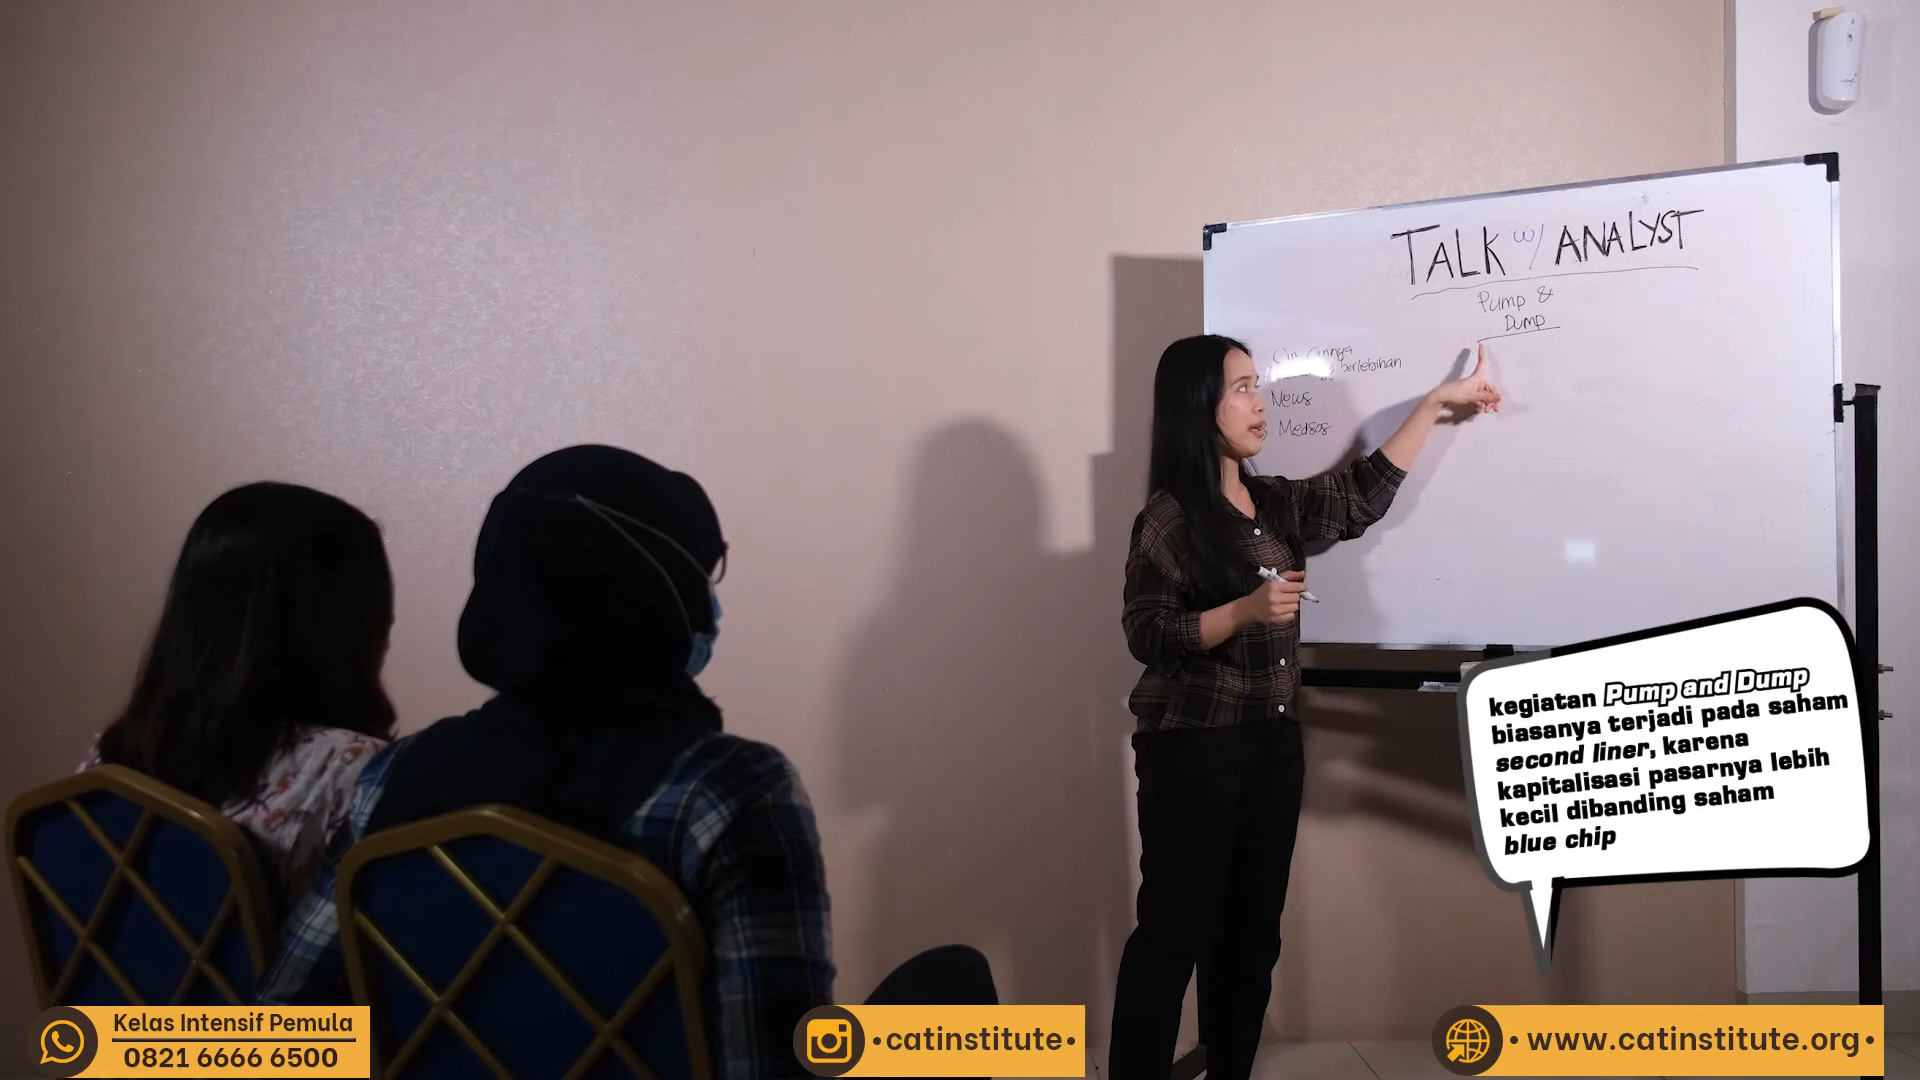 TALK w/ ANALYST
Pump &
Dump
berlebihan
News
Medsos
kegiatan Pump and Dump
biasanya terjadi pada saham
second liner, karena
kapitalisasi pasarnya lebih
kecil dibanding saham
blue chip
Kelas Intensif Pemula
0821 6666 6500
•catinstitute•
• www.catinstitute.org •